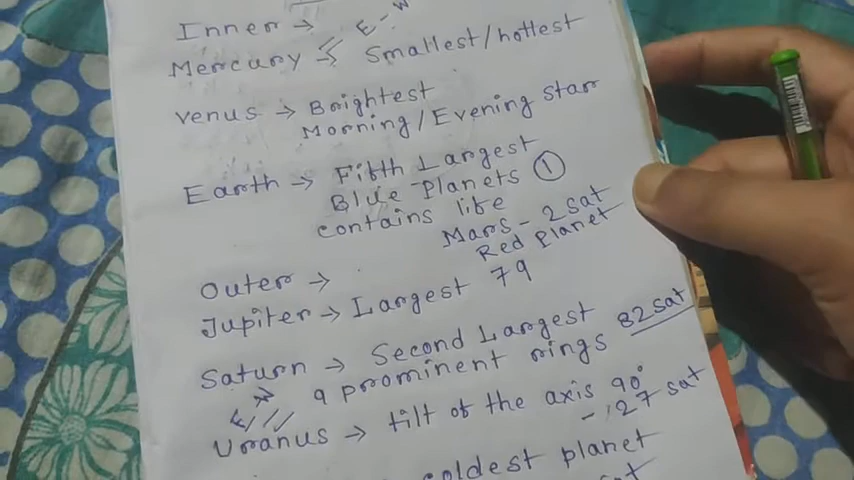 Inner → E-W
Mercury → Smallest/hottest
Venus → Brightest
Morning/Evening star
Earth → Fifth Largest
Blue Planets ①
contains life
Mars - 2 sat
Red Planet
Outer →
Jupiter → Largest 79
Saturn → Second Largest 82 sat
9 prominent rings
Uranus → tilt of the axis 90°
- 27 sat
coldest planet
sat